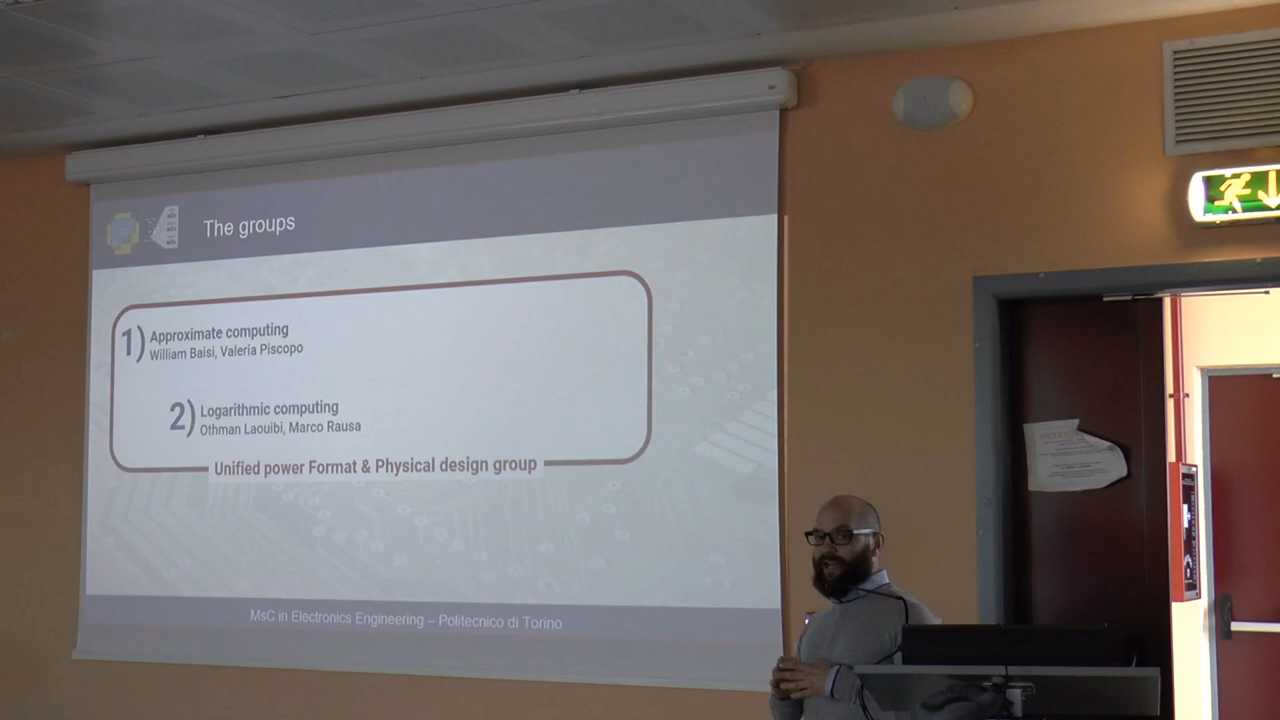 The groups
1) Approximate computing
William Baisi, Valeria Piscopo
2) Logarithmic computing
Othman Laouibi, Marco Rausa
Unified power Format & Physical design group
MsC in Electronics Engineering – Politecnico di Torino